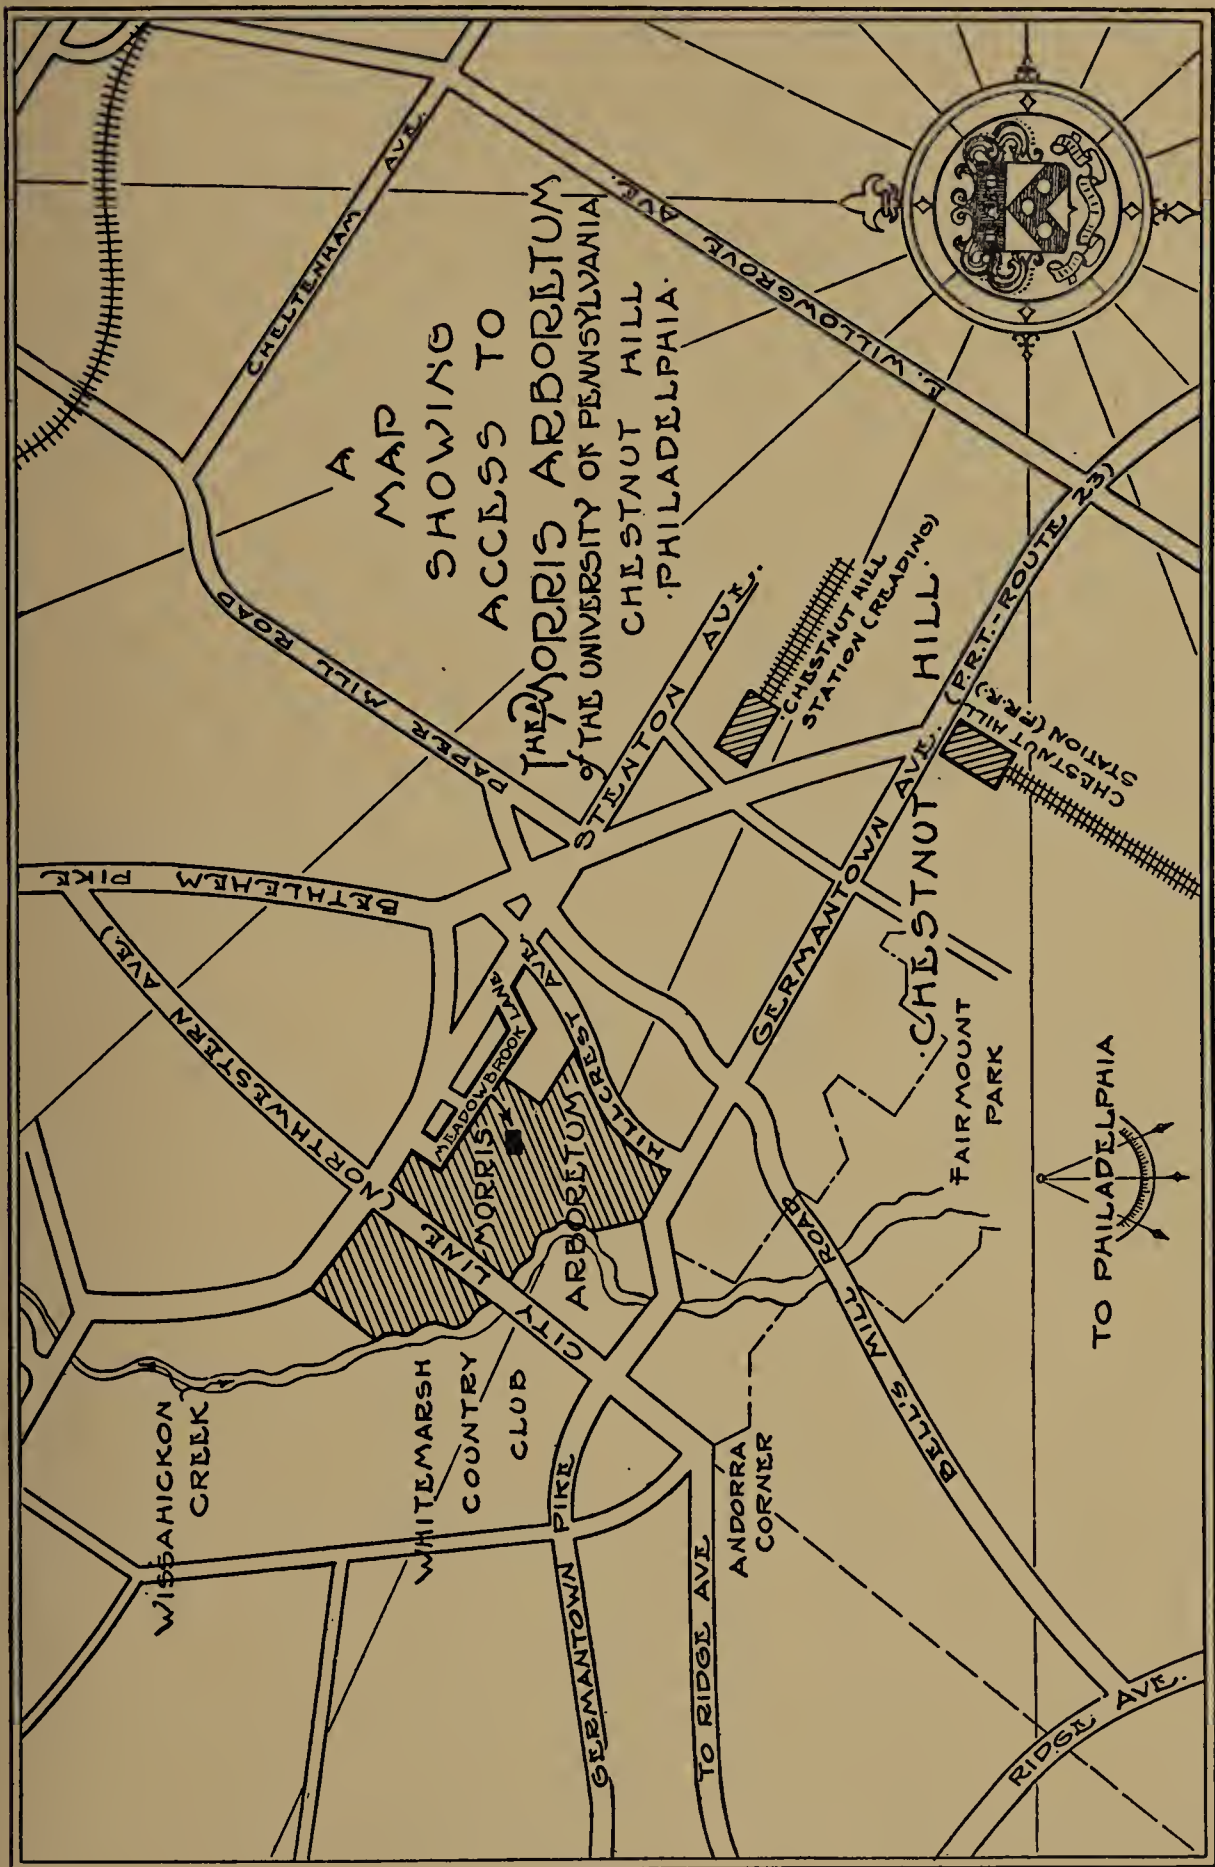 A
MAP
SHOWING
ACCESS TO
THE MORRIS ARBORETUM
of THE UNIVERSITY OF PENNSYLVANIA
CHESTNUT HILL
·PHILADELPHIA·
CHELTENHAM AVE.
E. WILLOWGROVE AVE.
PAPER MILL ROAD
STENTON AVE.
·CHESTNUT HILL
STATION (READING)
BETHLEHEM PIKE
(NORTHWESTERN AVE.)
CITY LINE
MEADOWBROOK LANE
HILLCREST AVE
MORRIS
ARBORETUM
GERMANTOWN AVE. (P.R.T.-ROUTE 23)
·CHESTNUT HILL·
CHESTNUT HILL
STATION (P.R.R.)
FAIRMOUNT
PARK
WISSAHICKON
CREEK
WHITEMARSH
COUNTRY
CLUB
GERMANTOWN PIKE
TO RIDGE AVE
ANDORRA
CORNER
BELL'S MILL ROAD
RIDGE AVE.
TO PHILADELPHIA